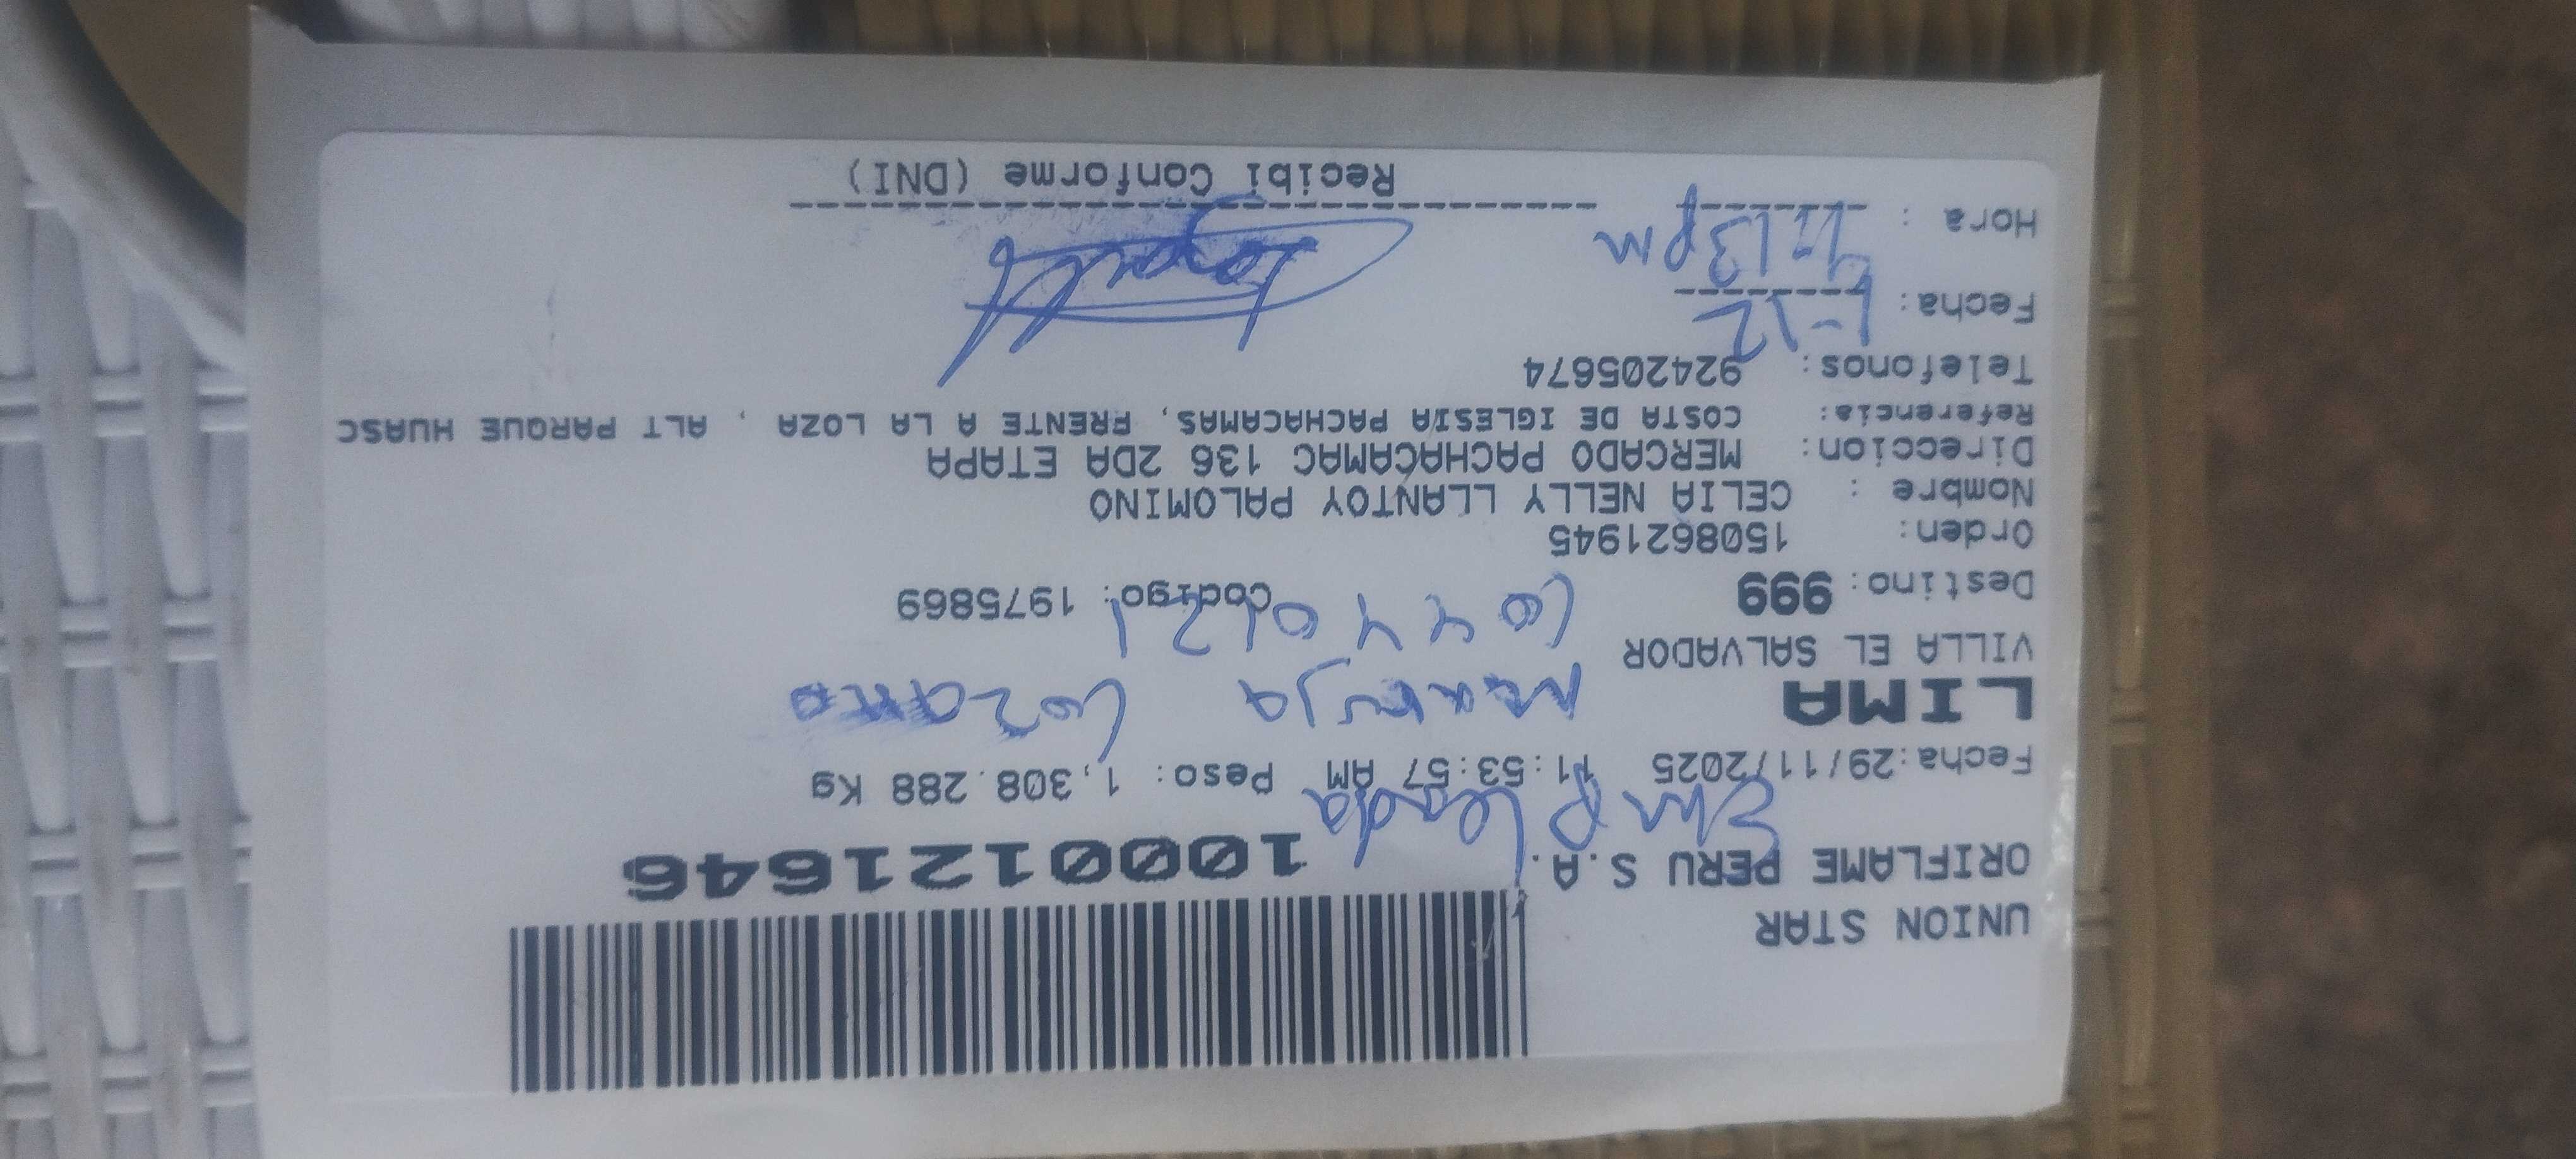 UNION STAR
ORIFLAME PERU S.A.
10001121646
Emp
Fecha:29/11/2025 11:53:57 AM Peso: 1,308.288 Kg
LIMA
Lozano
VILLA EL SALVADOR
Destino: 999 Codigo: 1975869
Orden: 1508621945
Nombre : CELIA NELLY LLANTOY PALOMINO
Direccion: MERCADO PACHACAMAC 136 2DA ETAPA
Referencia: COSTA DE IGLESIA PACHACAMAS, FRENTE A LA LOZA , ALT PARQUE HUASC
Telefonos: 924205674
Fecha: 1-12
Hora :
Recibi Conforme (DNI)